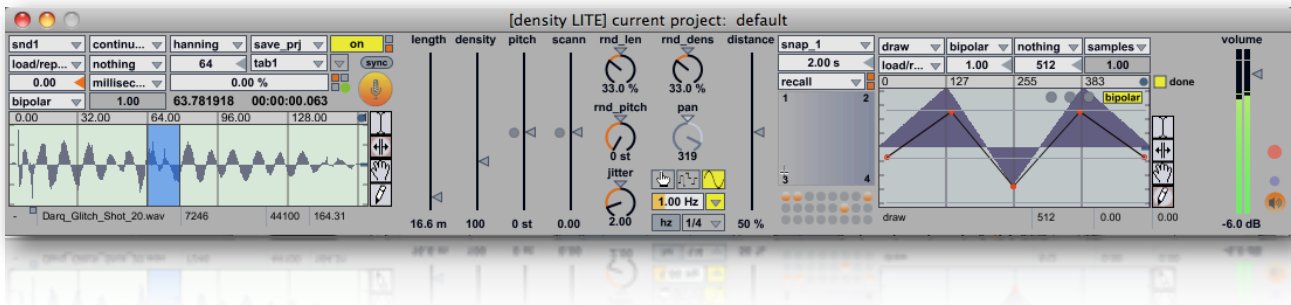 [density LITE] current project: default
snd1 continu... hanning save_prj on
load/rep... nothing 64 tab1 sync
0.00 millisec... 0.00 %
bipolar 1.00 63.781918 00:00:00.063
0.00 32.00 64.00 96.00 128.00
- Darq_Glitch_Shot_20.wav 7246 44100 164.31
length density pitch scann rnd_len rnd_dens distance
33.0 % 33.0 %
rnd_pitch pan
0 st 319
jitter
1.00 Hz
2.00 hz 1/4
16.6 m 100 0 st 0.00 50 %
snap_1
2.00 s
recall
1 2
3 4
draw bipolar nothing samples
load/r... 1.00 512 1.00
0 127 255 383 done
bipolar
draw 512 0.00 0.00
volume
-6.0 dB